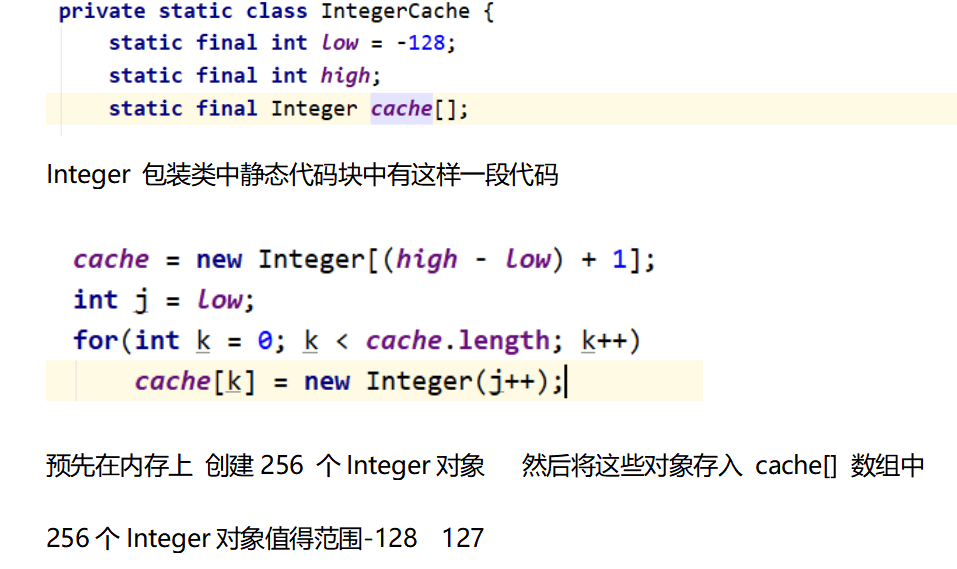 private static class IntegerCache {
static final int low = -128;
static final int high;
static final Integer cache[];
Integer 包装类中静态代码块中有这样一段代码
cache = new Integer[(high - low) + 1];
int j = low;
for(int k = 0; k < cache.length; k++)
cache[k] = new Integer(j++);
预先在内存上 创建 256 个 Integer 对象 然后将这些对象存入 cache[] 数组中
256 个 Integer 对象值得范围-128 127